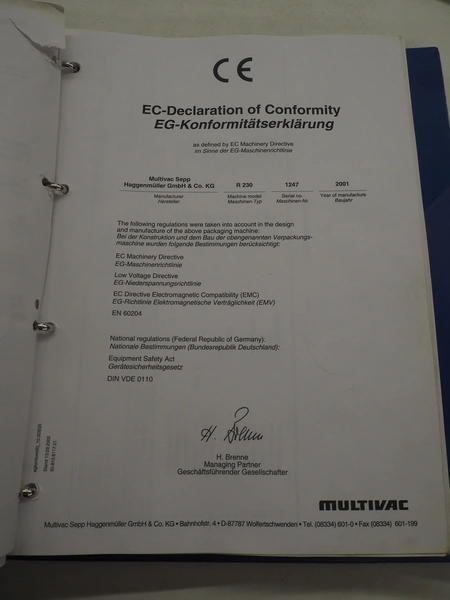 CE
EC-Declaration of Conformity
EG-Konformitätserklärung
as defined by EC Machinery Directive
im Sinne der EG-Maschinenrichtlinie
Multivac Sepp
Haggenmüller GmbH & Co. KG R 230 1247 2001
Manufacturer Machine model Serial no. Year of manufacture
Hersteller Maschinen-Typ Maschinen-Nr. Baujahr
The following regulations were taken into account in the design
and manufacture of the above packaging machine:
Bei der Konstruktion und dem Bau der obengenannten Verpackungs-
maschine wurden folgende Bestimmungen berücksichtigt:
EC Machinery Directive
EG-Maschinenrichtlinie
Low Voltage Directive
EG-Niederspannungsrichtlinie
EC Directive Electromagnetic Compatibility (EMC)
EG-Richtlinie Elektromagnetische Verträglichkeit (EMV)
EN 60204
National regulations (Federal Republic of Germany):
Nationale Bestimmungen (Bundesrepublik Deutschland):
Equipment Safety Act
Gerätesicherheitsgesetz
DIN VDE 0110
H. Brenne
H. Brenne
Managing Partner
Geschäftsführender Gesellschafter
MULTIVAC
Multivac Sepp Haggenmüller GmbH & Co. KG • Bahnhofstr. 4 • D-87787 Wolfertschwenden • Tel. (08334) 601-0 • Fax (08334) 601-199